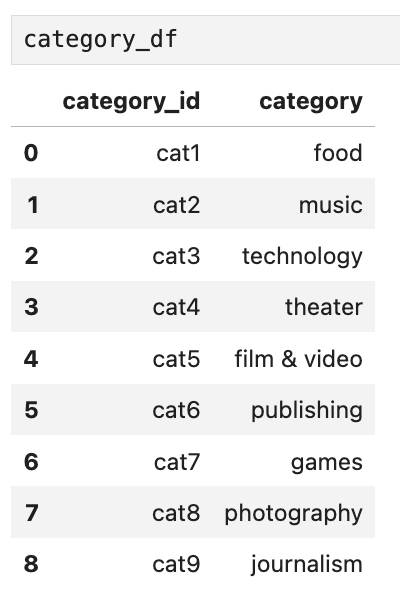 category_df
category_id category
0 cat1 food
1 cat2 music
2 cat3 technology
3 cat4 theater
4 cat5 film & video
5 cat6 publishing
6 cat7 games
7 cat8 photography
8 cat9 journalism